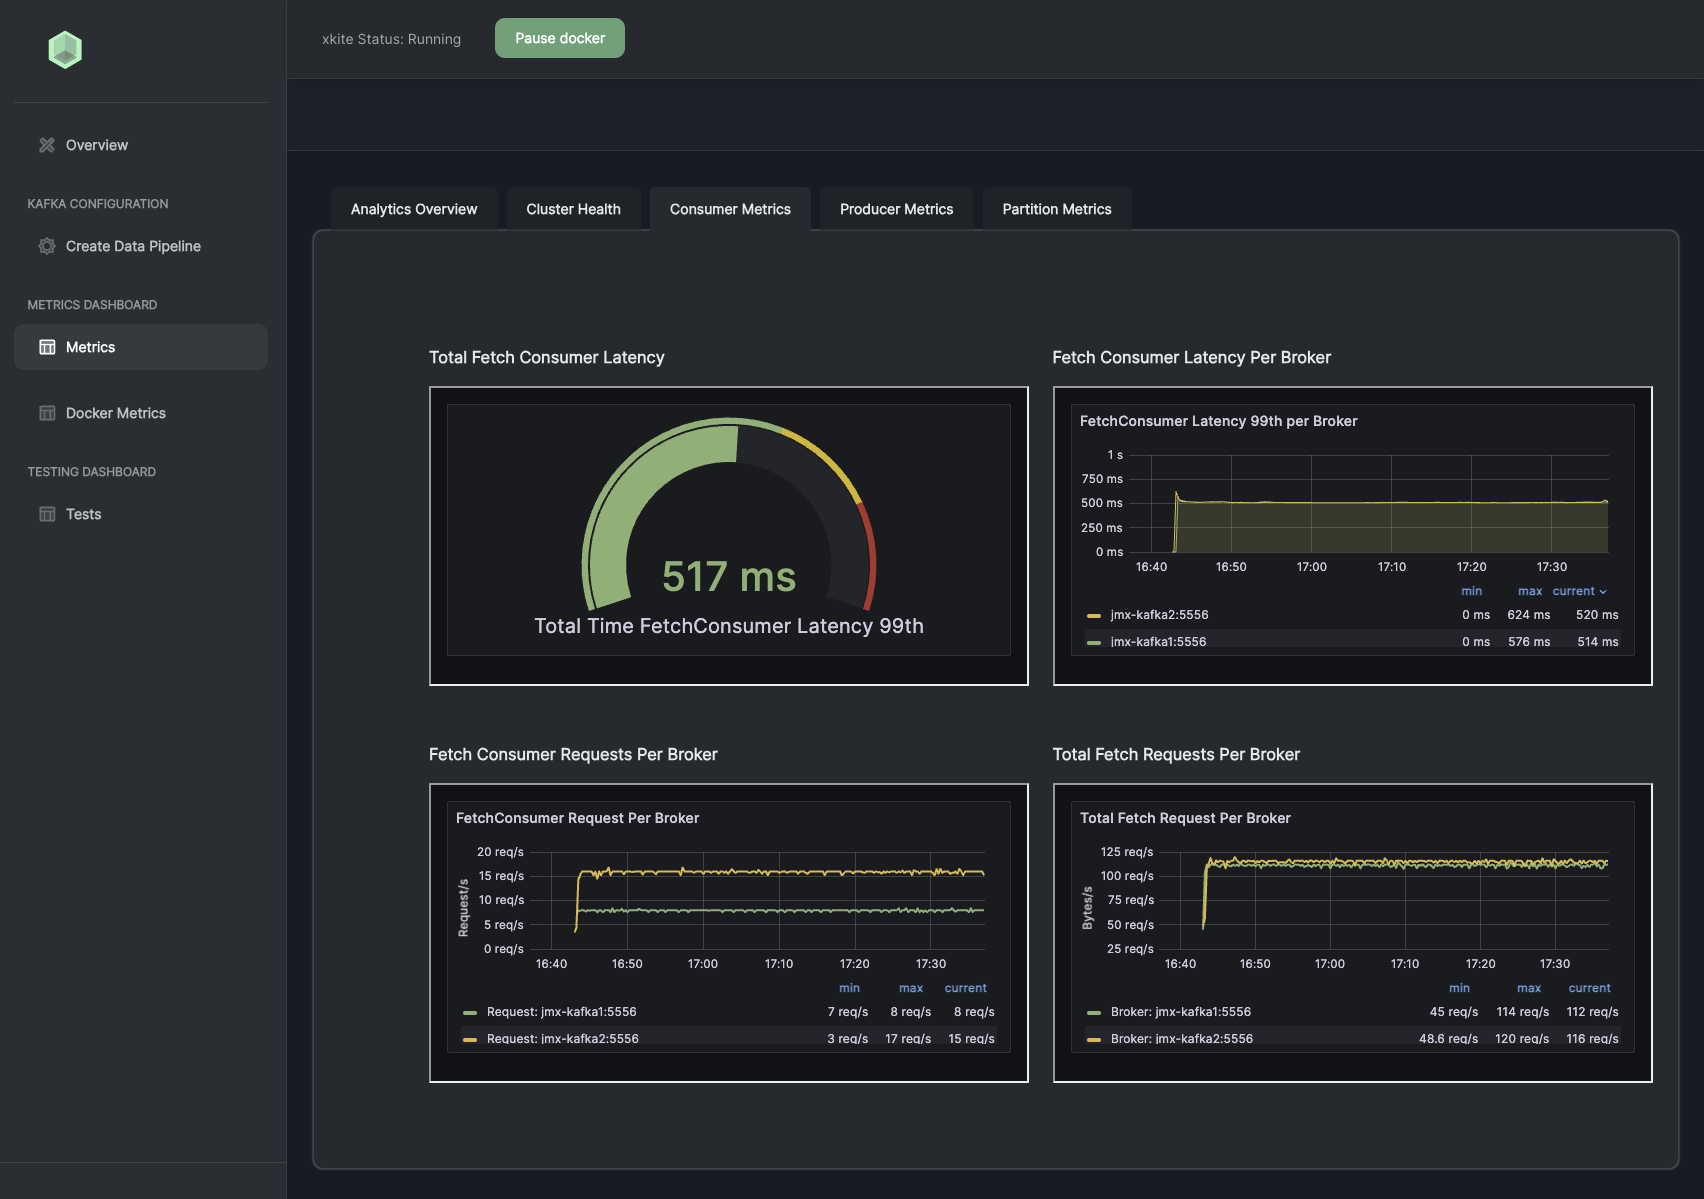 xkite Status: Running
Pause docker
Overview
KAFKA CONFIGURATION
Create Data Pipeline
METRICS DASHBOARD
Metrics
Docker Metrics
TESTING DASHBOARD
Tests
Analytics Overview
Cluster Health
Consumer Metrics
Producer Metrics
Partition Metrics
Total Fetch Consumer Latency
517 ms
Total Time FetchConsumer Latency 99th
Fetch Consumer Latency Per Broker
FetchConsumer Latency 99th per Broker
1 s
750 ms
500 ms
250 ms
0 ms
16:40 16:50 17:00 17:10 17:20 17:30
min max current
jmx-kafka2:5556 0 ms 624 ms 520 ms
jmx-kafka1:5556 0 ms 576 ms 514 ms
Fetch Consumer Requests Per Broker
FetchConsumer Request Per Broker
Request/s
20 req/s
15 req/s
10 req/s
5 req/s
0 req/s
16:40 16:50 17:00 17:10 17:20 17:30
min max current
Request: jmx-kafka1:5556 7 req/s 8 req/s 8 req/s
Request: jmx-kafka2:5556 3 req/s 17 req/s 15 req/s
Total Fetch Requests Per Broker
Total Fetch Request Per Broker
Bytes/s
125 req/s
100 req/s
75 req/s
50 req/s
25 req/s
16:40 16:50 17:00 17:10 17:20 17:30
min max current
Broker: jmx-kafka1:5556 45 req/s 114 req/s 112 req/s
Broker: jmx-kafka2:5556 48.6 req/s 120 req/s 116 req/s